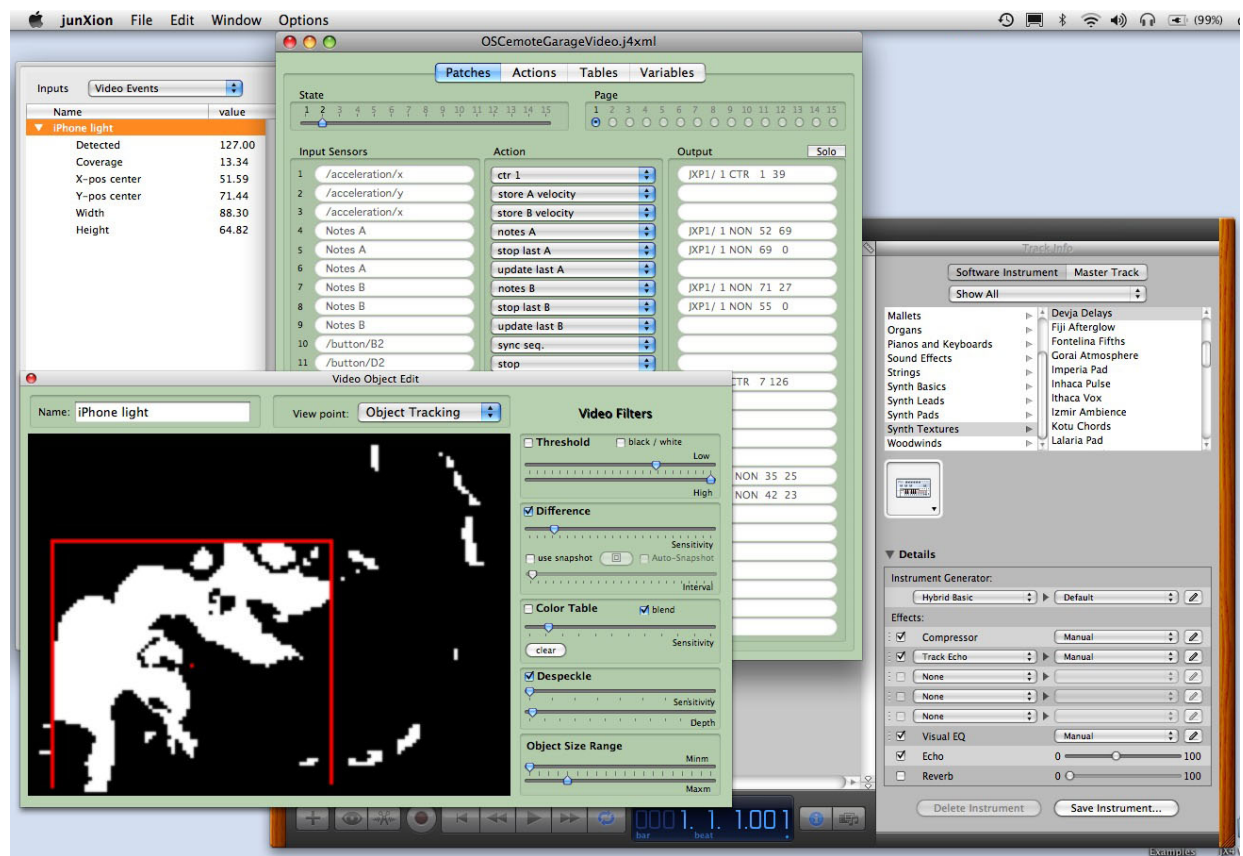 junXion File Edit Window Options (99%)
OSCemoteGarageVideo.j4xml
Patches Actions Tables Variables
State
1 2 3 4 5 6 7 8 9 10 11 12 13 14 15
Page
1 2 3 4 5 6 7 8 9 10 11 12 13 14 15
Inputs Video Events
Name value
iPhone light
Detected 127.00
Coverage 13.34
X-pos center 51.59
Y-pos center 71.44
Width 88.30
Height 64.82
Input Sensors Action Output Solo
1 /acceleration/x ctr 1 JXP1/ 1 CTR 1 39
2 /acceleration/y store A velocity
3 /acceleration/x store B velocity
4 Notes A notes A JXP1/ 1 NON 52 69
5 Notes A stop last A JXP1/ 1 NON 69 0
6 Notes A update last A
7 Notes B notes B JXP1/ 1 NON 71 27
8 Notes B stop last B JXP1/ 1 NON 55 0
9 Notes B update last B
10 /button/B2 sync seq.
11 /button/D2 stop
CTR 7 126
NON 35 25
NON 42 23
Video Object Edit
Name: iPhone light
View point: Object Tracking
Video Filters
Threshold black / white
Low
High
Difference
Sensitivity
use snapshot Auto-Snapshot
Interval
Color Table blend
Sensitivity
clear
Despeckle
Sensitivity
Depth
Object Size Range
Minm
Maxm
Track Info
Software Instrument Master Track
Show All
Mallets
Organs
Pianos and Keyboards
Sound Effects
Strings
Synth Basics
Synth Leads
Synth Pads
Synth Textures
Woodwinds
Devja Delays
Fiji Afterglow
Fontelina Fifths
Gorai Atmosphere
Imperia Pad
Inhaca Pulse
Ithaca Vox
Izmir Ambience
Kotu Chords
Lalaria Pad
Details
Instrument Generator:
Hybrid Basic Default
Effects:
Compressor Manual
Track Echo Manual
None
None
None
Visual EQ Manual
Echo 0 100
Reverb 0 100
Delete Instrument Save Instrument...
0001. 1. 1.001
bar beat
Examples